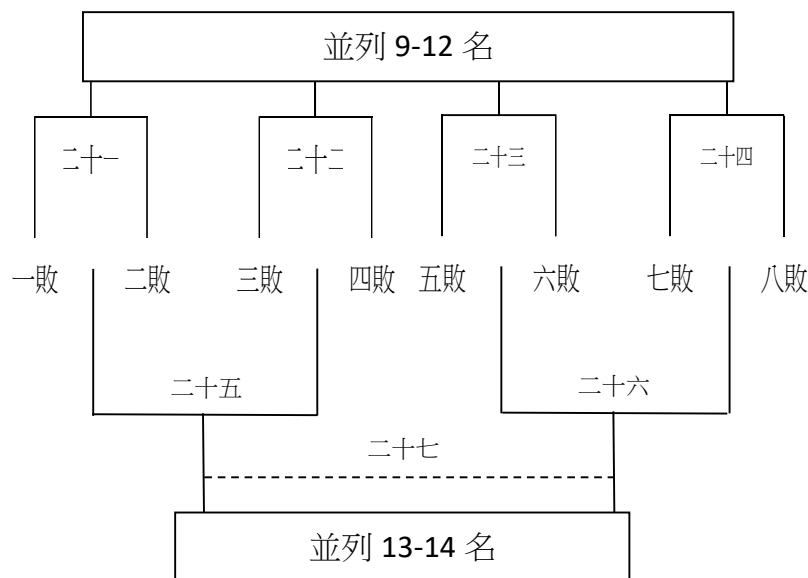 並列 9-12 名
二十一 二十二 二十三 二十四
一敗 二敗 三敗 四敗 五敗 六敗 七敗 八敗
二十五 二十六
二十七
並列 13-14 名